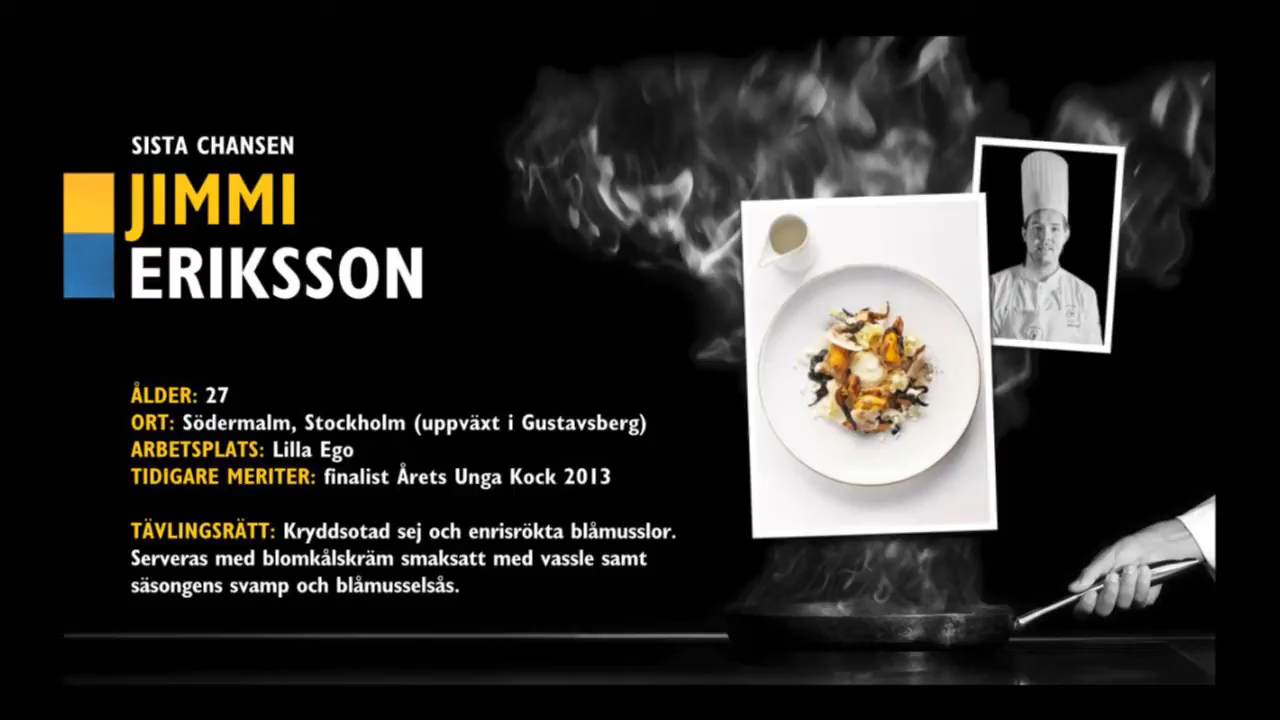 SISTA CHANSEN
JIMMI
ERIKSSON
ÅLDER: 27
ORT: Södermalm, Stockholm (uppväxt i Gustavsberg)
ARBETSPLATS: Lilla Ego
TIDIGARE MERITER: finalist Årets Unga Kock 2013
TÄVLINGSRÄTT: Kryddsotad sej och enrisrökta blåmusslor.
Serveras med blomkålskräm smaksatt med vassle samt
säsongens svamp och blåmusselsås.